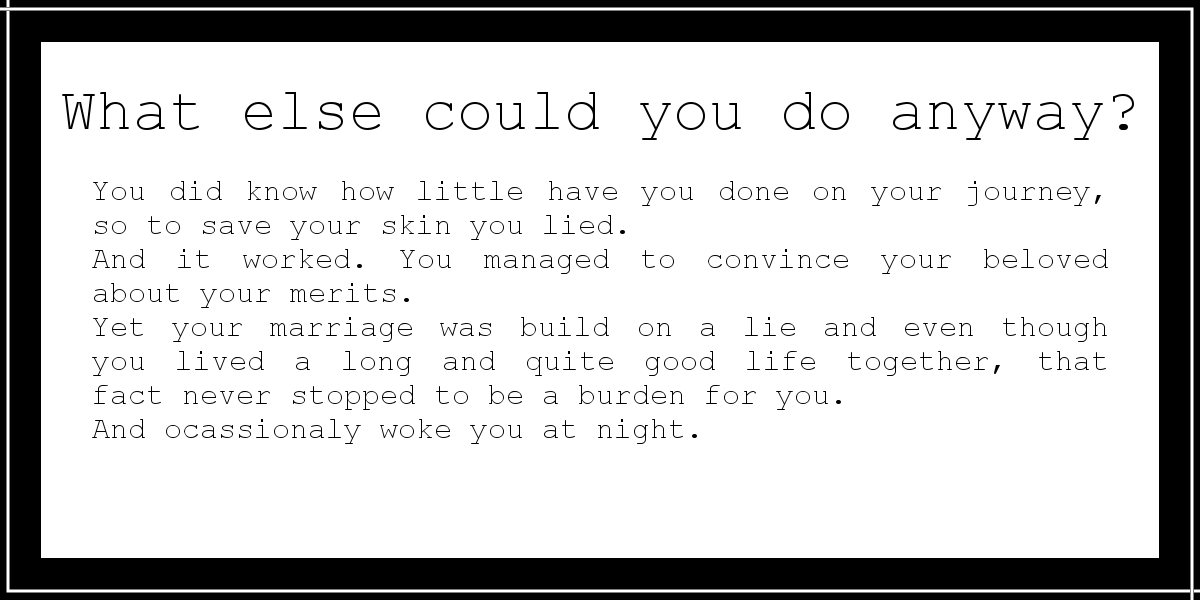 What else could you do anyway?
You did know how little have you done on your journey,
so to save your skin you lied.
And it worked. You managed to convince your beloved
about your merits.
Yet your marriage was build on a lie and even though
you lived a long and quite good life together, that
fact never stopped to be a burden for you.
And ocassionaly woke you at night.